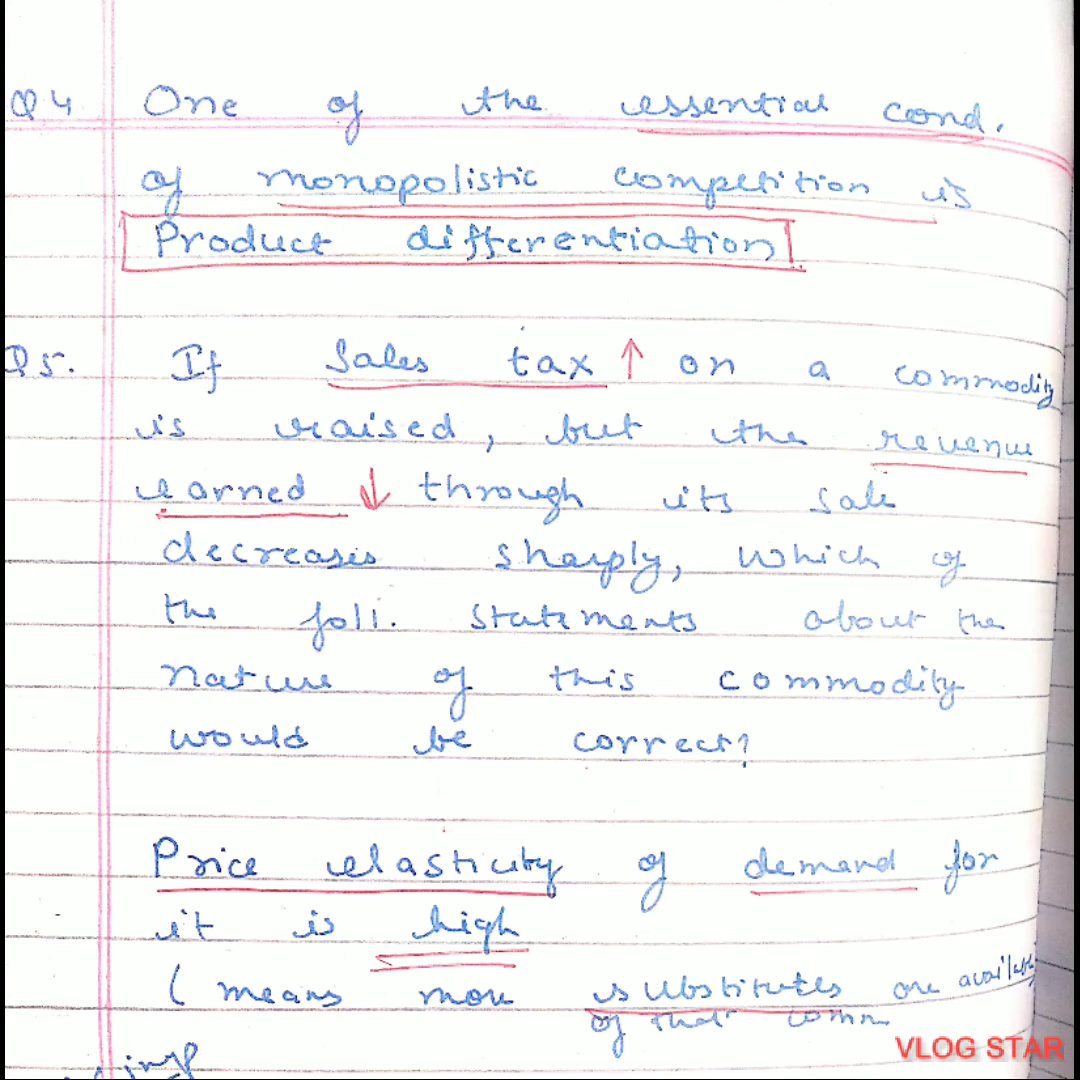 Q4 One of the essential cond.
of monopolistic competition is
Product differentiation
Q5. If Sales tax ↑ on a commodity
is raised, but the revenue
earned ↓ through its sale
decreases sharply, which of
the foll. statements about the
nature of this commodity
would be correct?
Price elasticity of demand for
it is high
(means more substitutes are available
of that comm
imp
VLOG STAR